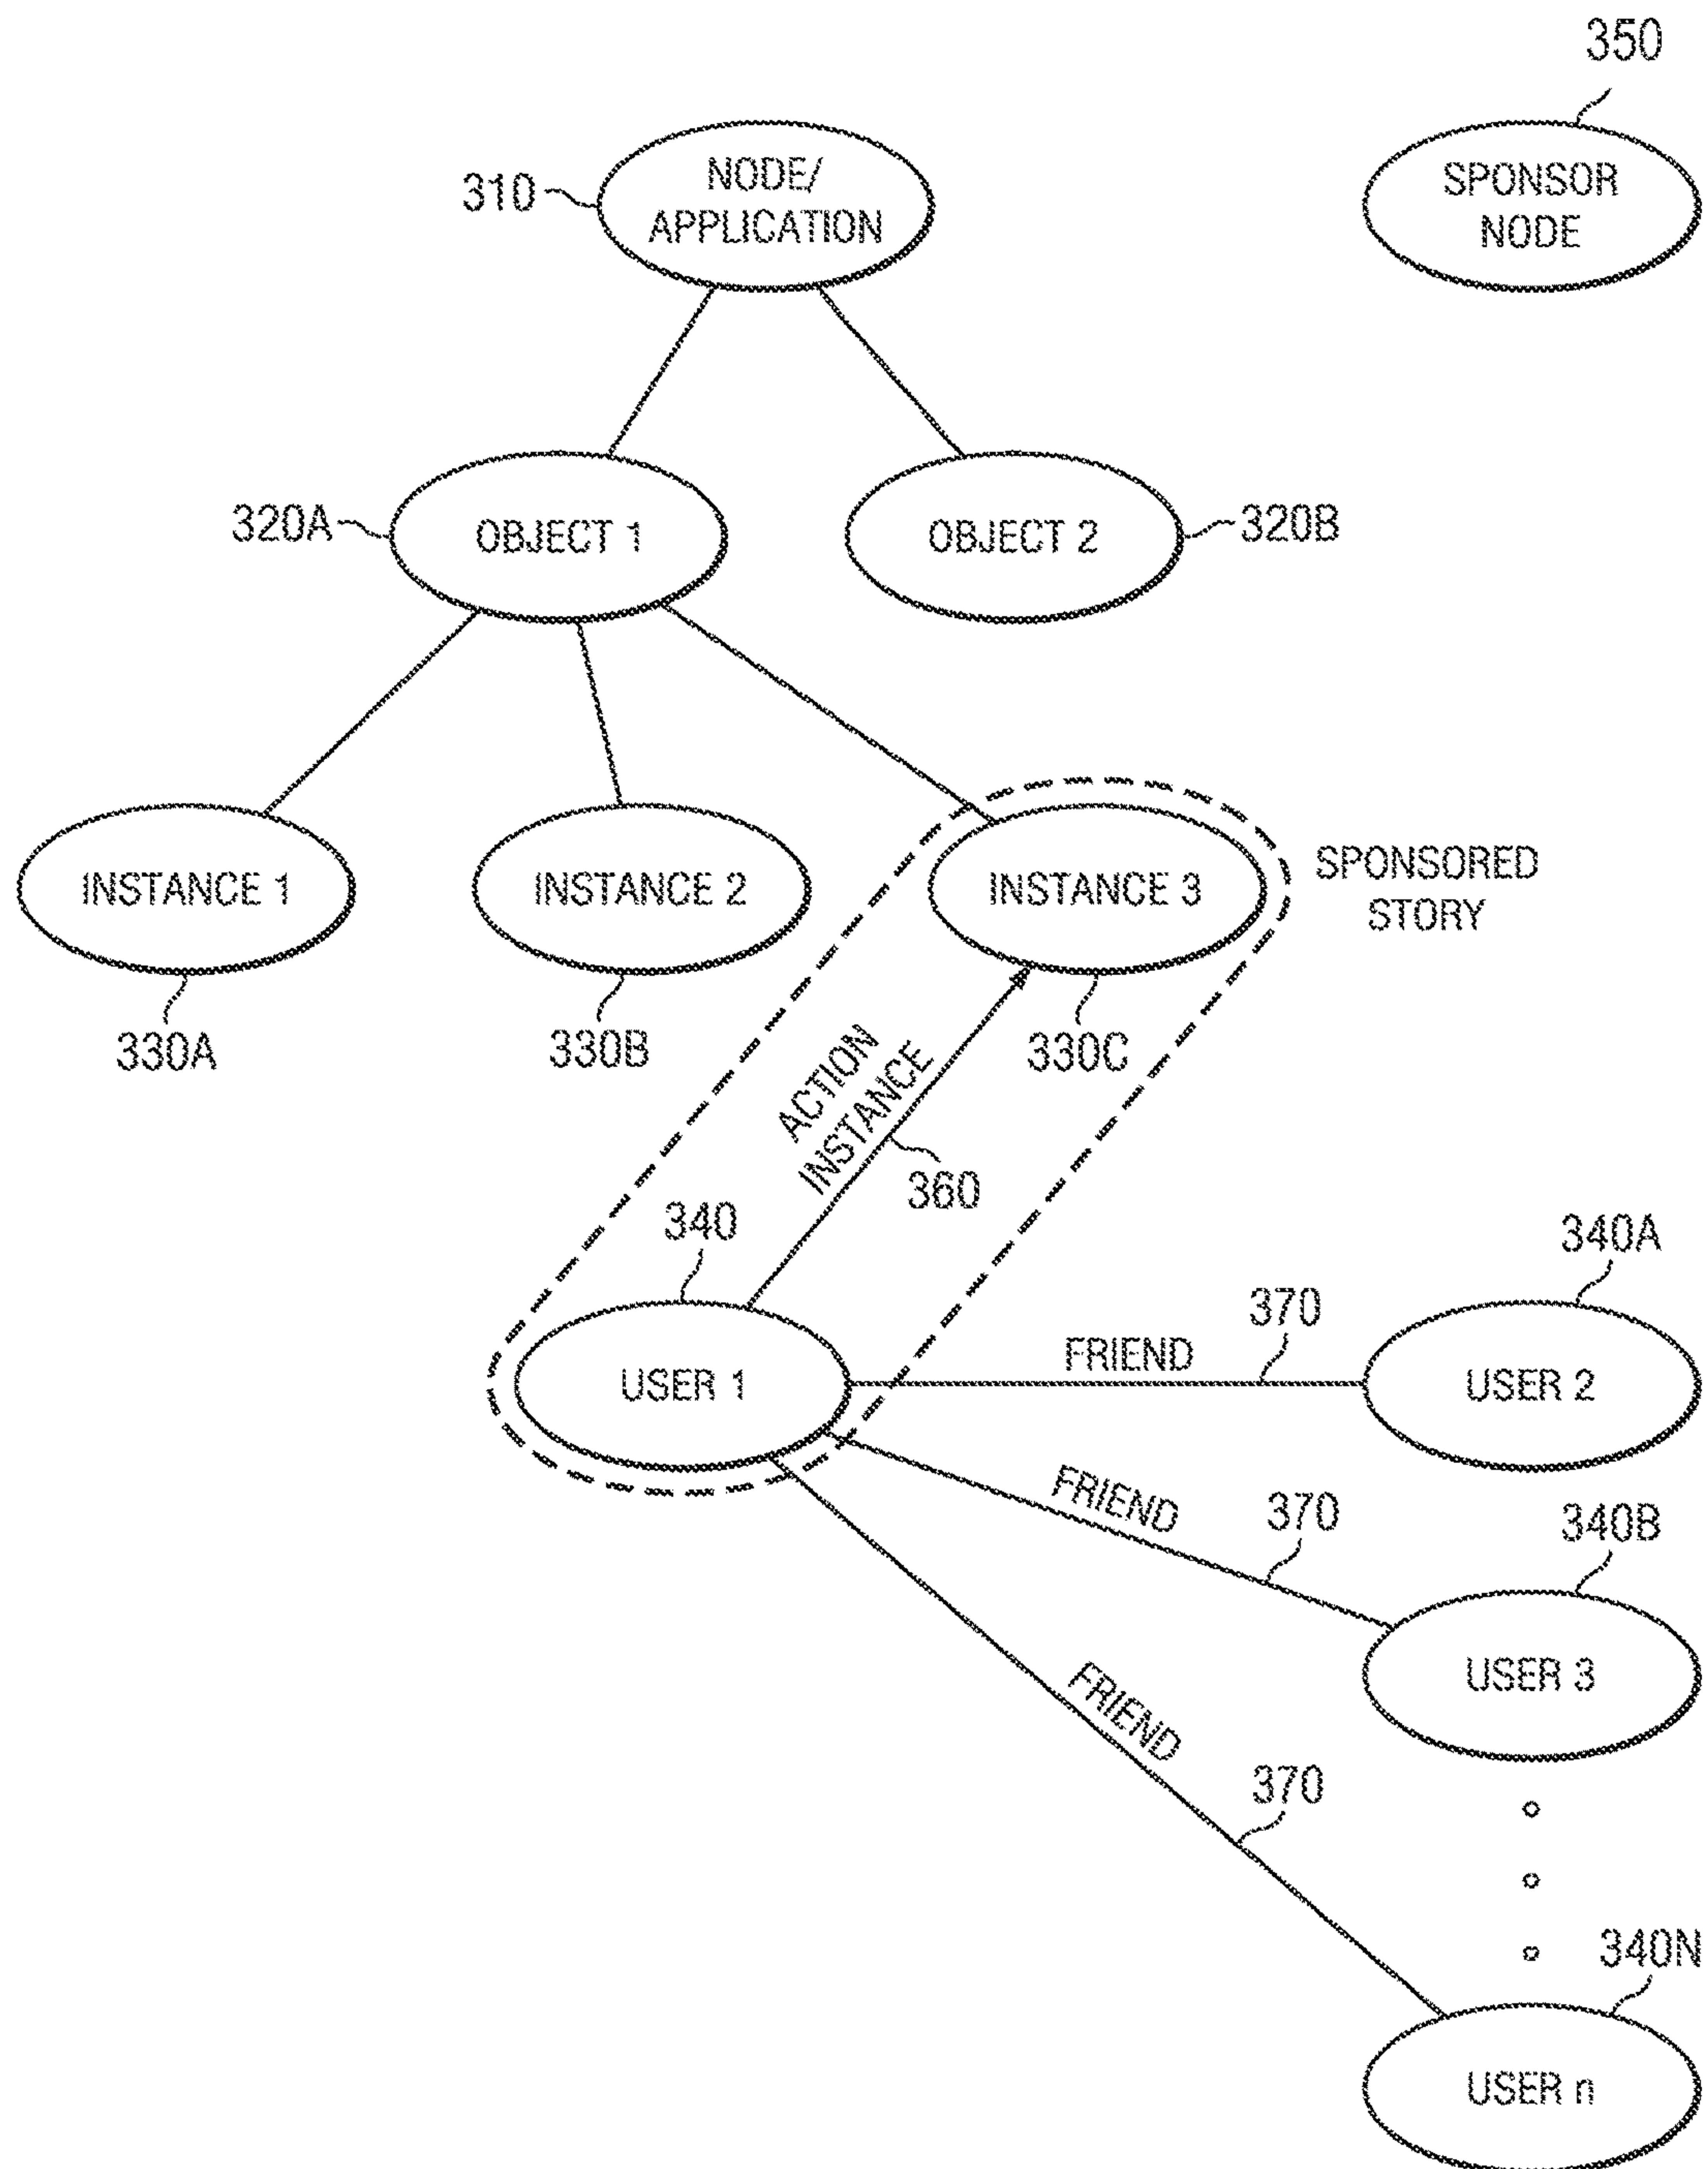 350
310
NODE/
APPLICATION
SPONSOR
NODE
320A
OBJECT 1
OBJECT 2
320B
INSTANCE 1
INSTANCE 2
INSTANCE 3
SPONSORED
STORY
330A
330B
330C
ACTION
INSTANCE
360
340
340A
USER 1
FRIEND
370
USER 2
FRIEND
370
340B
USER 3
FRIEND
370
340N
USER n